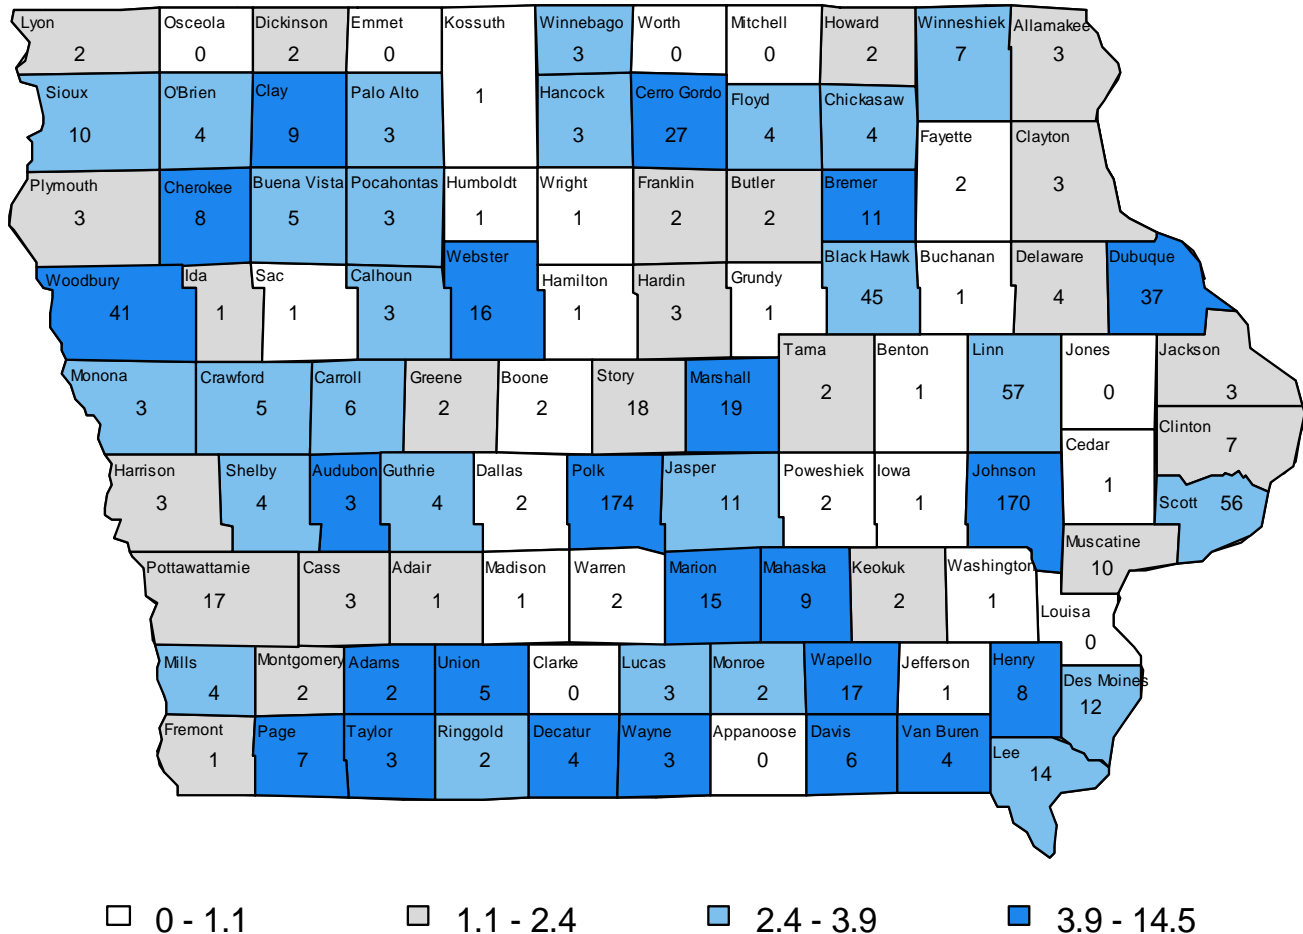 Lyon
2
Osceola
0
Dickinson
2
Emmet
0
Kossuth
1
Winnebago
3
Worth
0
Mitchell
0
Howard
2
Winneshiek
7
Allamakee
3
Sioux
10
O'Brien
4
Clay
9
Palo Alto
3
Hancock
3
Cerro Gordo
27
Floyd
4
Chickasaw
4
Fayette
2
Clayton
3
Plymouth
3
Cherokee
8
Buena Vista
5
Pocahontas
3
Humboldt
1
Wright
1
Franklin
2
Butler
2
Bremer
11
Woodbury
41
Ida
1
Sac
1
Calhoun
3
Webster
16
Hamilton
1
Hardin
3
Grundy
1
Black Hawk
45
Buchanan
1
Delaware
4
Dubuque
37
Monona
3
Crawford
5
Carroll
6
Greene
2
Boone
2
Story
18
Marshall
19
Tama
2
Benton
1
Linn
57
Jones
0
Jackson
3
Clinton
7
Cedar
1
Harrison
3
Shelby
4
Audubon
3
Guthrie
4
Dallas
2
Polk
174
Jasper
11
Poweshiek
2
Iowa
1
Johnson
170
Scott 56
Muscatine
10
Pottawattamie
17
Cass
3
Adair
1
Madison
1
Warren
2
Marion
15
Mahaska
9
Keokuk
2
Washington
1
Louisa
0
Mills
4
Montgomery
2
Adams
2
Union
5
Clarke
0
Lucas
3
Monroe
2
Wapello
17
Jefferson
1
Henry
8
Des Moines
12
Fremont
1
Page
7
Taylor
3
Ringgold
2
Decatur
4
Wayne
3
Appanoose
0
Davis
6
Van Buren
4
Lee
14
0 - 1.1
1.1 - 2.4
2.4 - 3.9
3.9 - 14.5